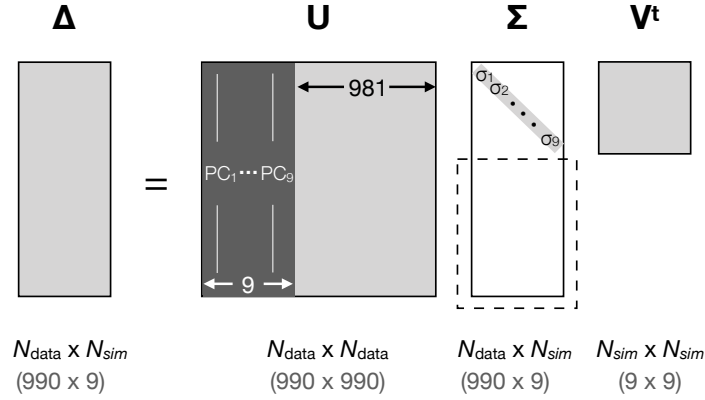 Δ U Σ Vᵗ
981
σ₁
σ₂
σ₉
=
PC₁ ··· PC₉
9
N_data x N_sim N_data x N_data N_data x N_sim N_sim x N_sim
(990 x 9) (990 x 990) (990 x 9) (9 x 9)